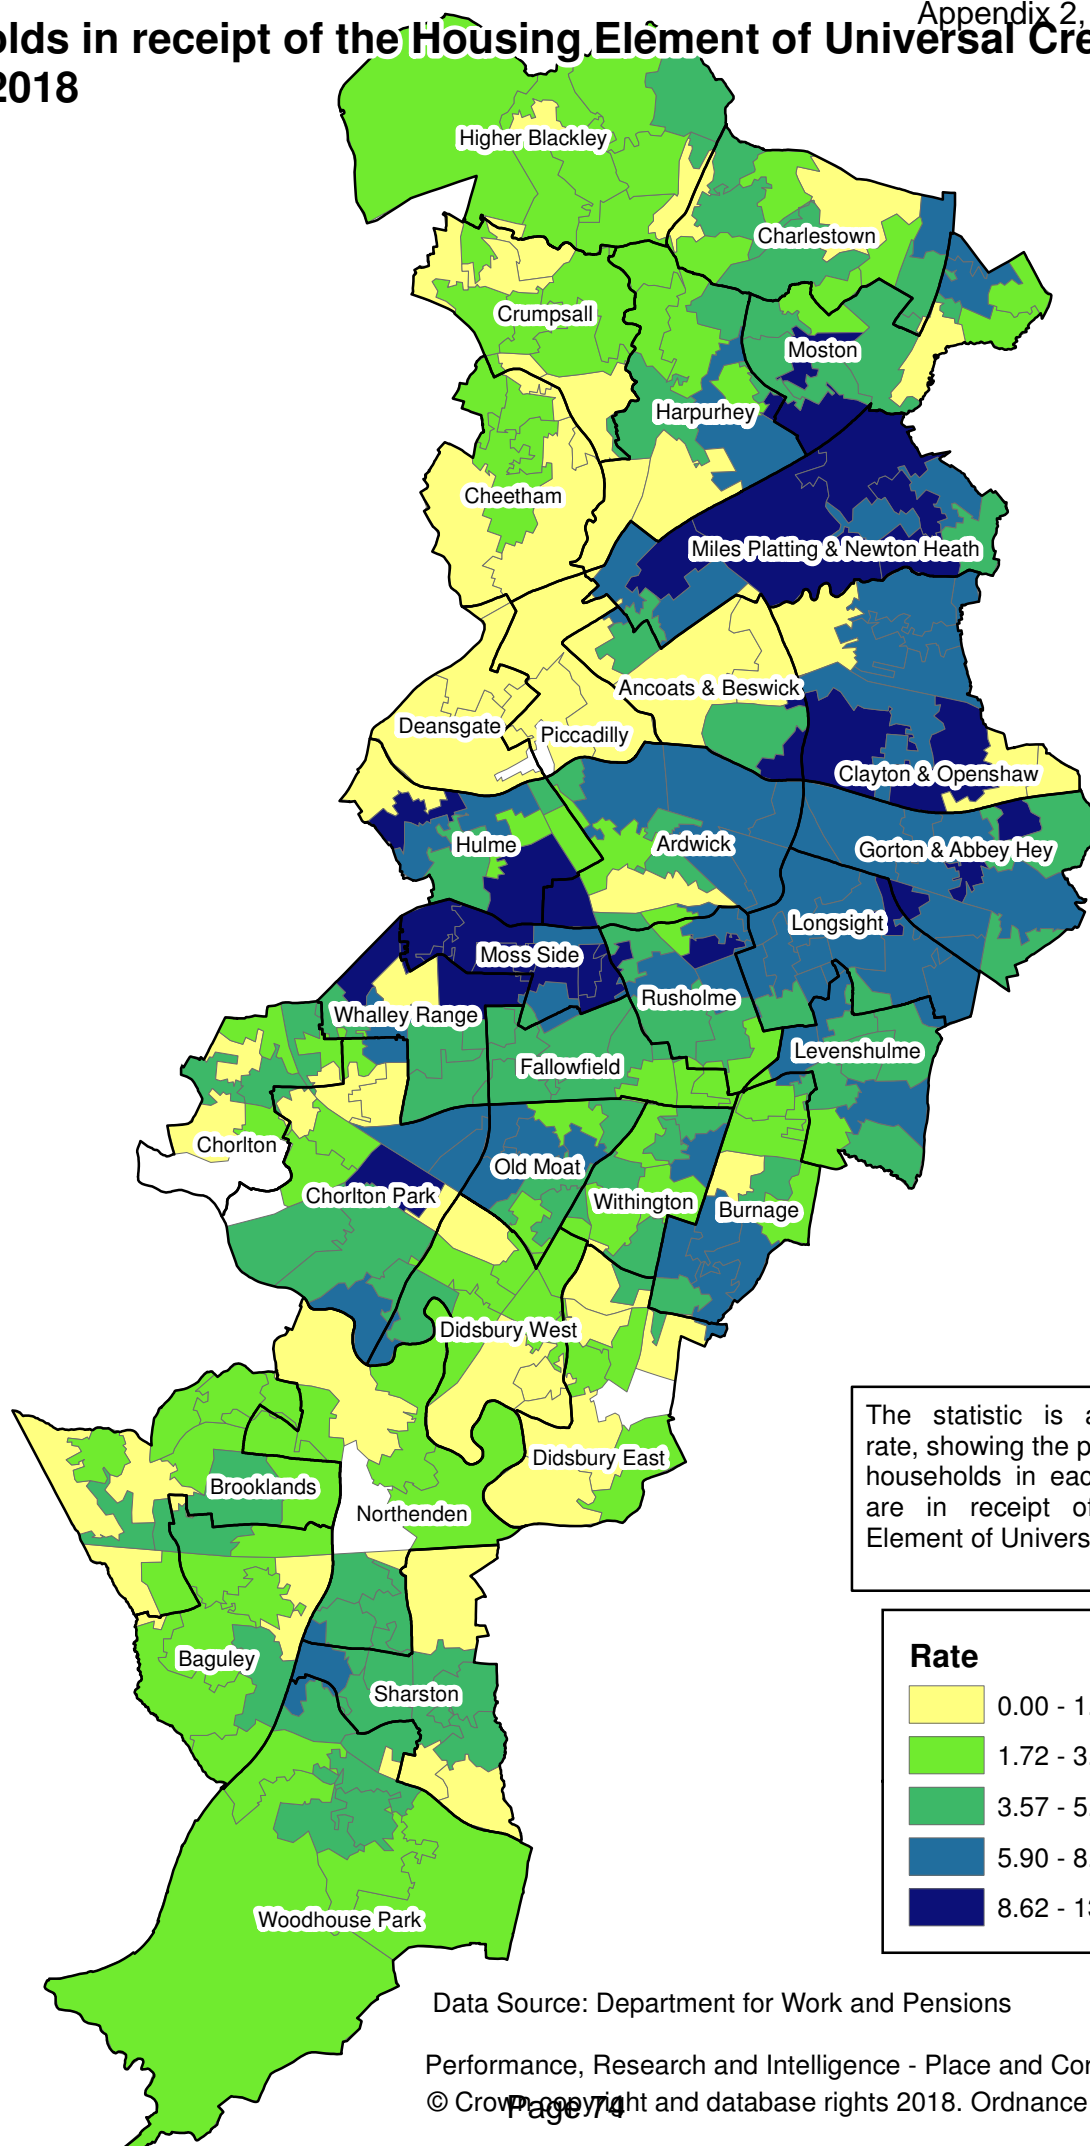 Appendix 2,
olds in receipt of the Housing Element of Universal Cre
2018
Higher Blackley
Charlestown
Crumpsall
Moston
Harpurhey
Cheetham
Miles Platting & Newton Heath
Ancoats & Beswick
Deansgate
Piccadilly
Clayton & Openshaw
Hulme
Ardwick
Gorton & Abbey Hey
Longsight
Moss Side
Rusholme
Whalley Range
Levenshulme
Fallowfield
Chorlton
Old Moat
Chorlton Park
Withington
Burnage
Didsbury West
Didsbury East
Brooklands
Northenden
Baguley
Sharston
Woodhouse Park
The statistic is a
rate, showing the p
households in eac
are in receipt of
Element of Univers
Rate
0.00 - 1.
1.72 - 3.
3.57 - 5.
5.90 - 8.
8.62 - 13
Data Source: Department for Work and Pensions
Performance, Research and Intelligence - Place and Cor
© Crown copyright and database rights 2018. Ordnance
Page 74